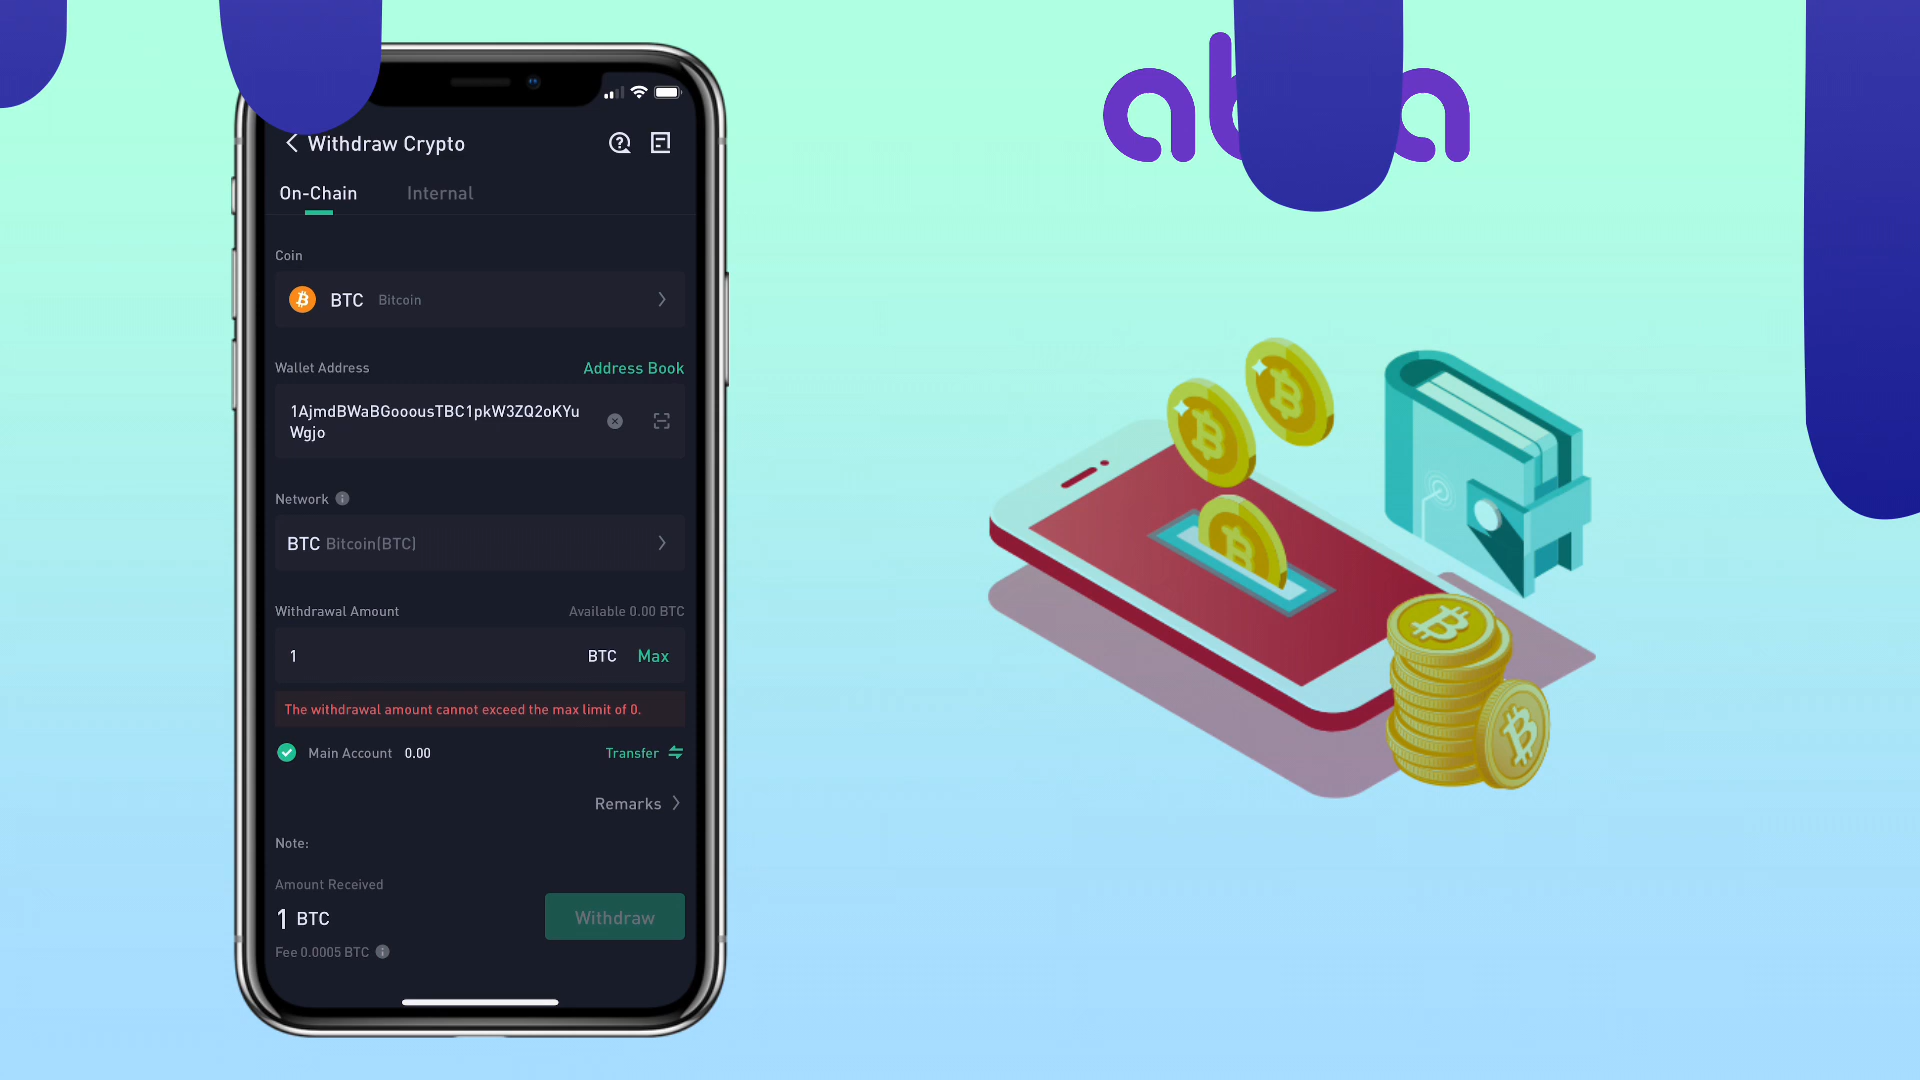 Withdraw Crypto
On-Chain Internal
Coin
BTC Bitcoin
Wallet Address Address Book
1AjmdBWaBGooousTBC1pkW3ZQ2oKYu
Wgjo
Network
BTC Bitcoin(BTC)
Withdrawal Amount Available 0.00 BTC
1 BTC Max
The withdrawal amount cannot exceed the max limit of 0.
Main Account 0.00 Transfer
Remarks
Note:
Amount Received
1 BTC Withdraw
Fee 0.0005 BTC